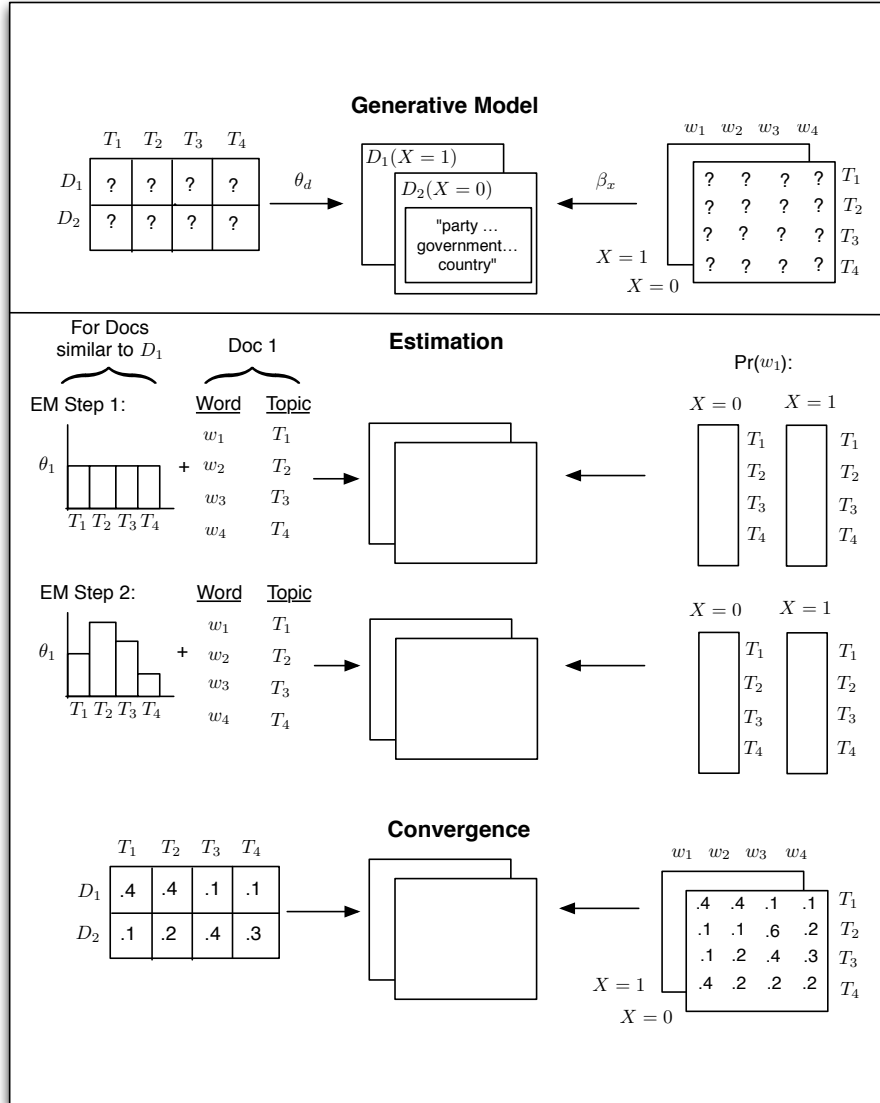 Generative Model
T₁ T₂ T₃ T₄
D₁ ? ? ? ?
D₂ ? ? ? ?
θ_d
D₁(X = 1)
D₂(X = 0)
"party ...
government...
country"
β_x
w₁ w₂ w₃ w₄
? ? ? ? T₁
? ? ? ? T₂
? ? ? ? T₃
? ? ? ? T₄
X = 1
X = 0
Estimation
For Docs
similar to D₁
Doc 1
Pr(w₁):
EM Step 1:
θ₁
T₁ T₂ T₃ T₄
+
Word Topic
w₁ T₁
w₂ T₂
w₃ T₃
w₄ T₄
X = 0 X = 1
T₁ T₁
T₂ T₂
T₃ T₃
T₄ T₄
EM Step 2:
θ₁
T₁ T₂ T₃ T₄
+
Word Topic
w₁ T₁
w₂ T₂
w₃ T₃
w₄ T₄
X = 0 X = 1
T₁ T₁
T₂ T₂
T₃ T₃
T₄ T₄
Convergence
T₁ T₂ T₃ T₄
D₁ .4 .4 .1 .1
D₂ .1 .2 .4 .3
w₁ w₂ w₃ w₄
.4 .4 .1 .1 T₁
.1 .1 .6 .2 T₂
.1 .2 .4 .3 T₃
.4 .2 .2 .2 T₄
X = 1
X = 0